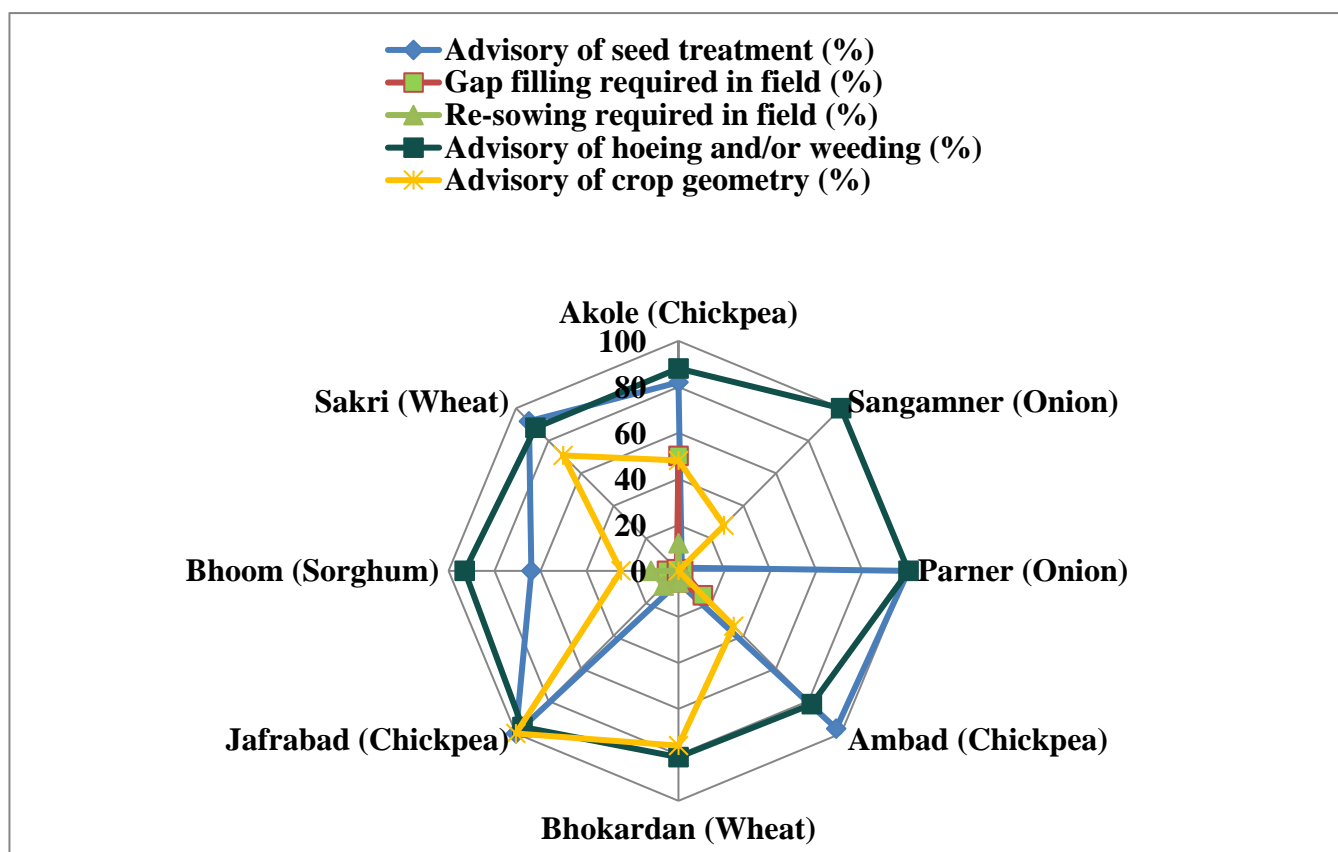 Advisory of seed treatment (%)
Gap filling required in field (%)
Re-sowing required in field (%)
Advisory of hoeing and/or weeding (%)
Advisory of crop geometry (%)
Akole (Chickpea)
100
Sakri (Wheat)
80
Sangamner (Onion)
60
40
20
Bhoom (Sorghum)
0
Parner (Onion)
Jafrabad (Chickpea)
Ambad (Chickpea)
Bhokardan (Wheat)